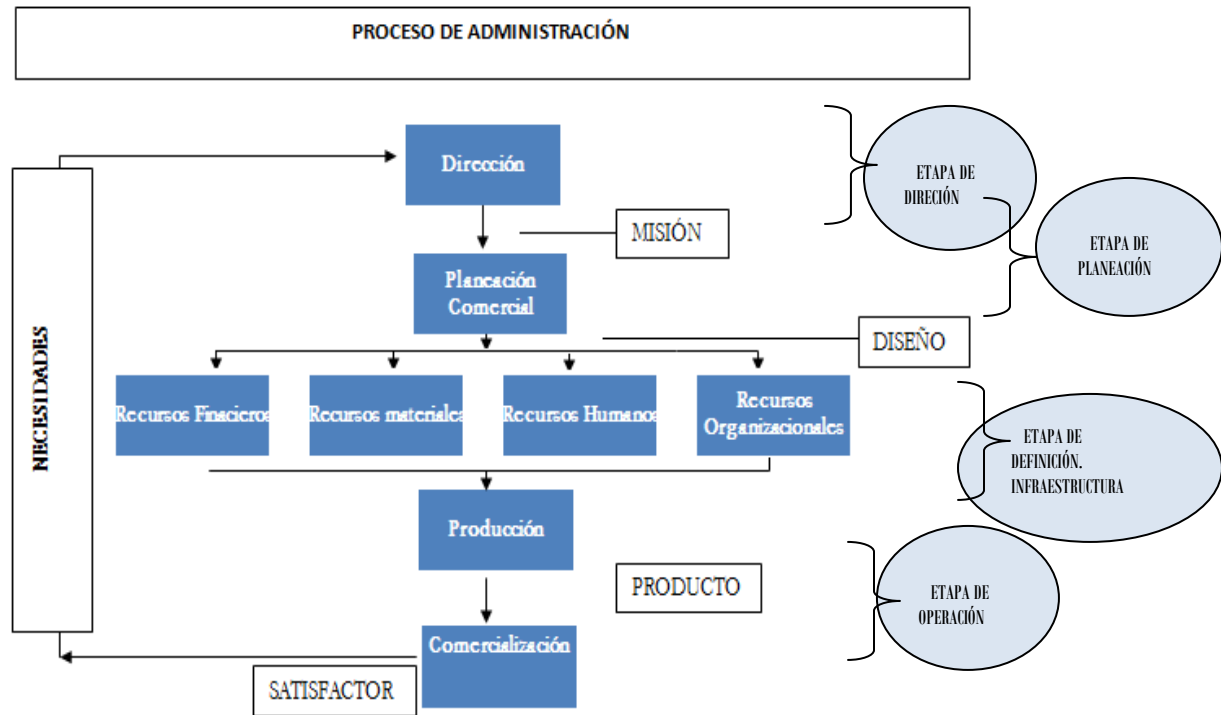 PROCESO DE ADMINISTRACIÓN
Dirección
ETAPA DE
DIRECIÓN
MISIÓN
ETAPA DE
PLANEACIÓN
Planeación
Comercial
DISEÑO
NECESIDADES
Recursos Finacieros
Recursos materiales
Recursos Humanos
Recursos
Organizacionales
ETAPA DE
DEFINICIÓN.
INFRAESTRUCTURA
Producción
PRODUCTO
ETAPA DE
OPERACIÓN
Comercialización
SATISFACTOR